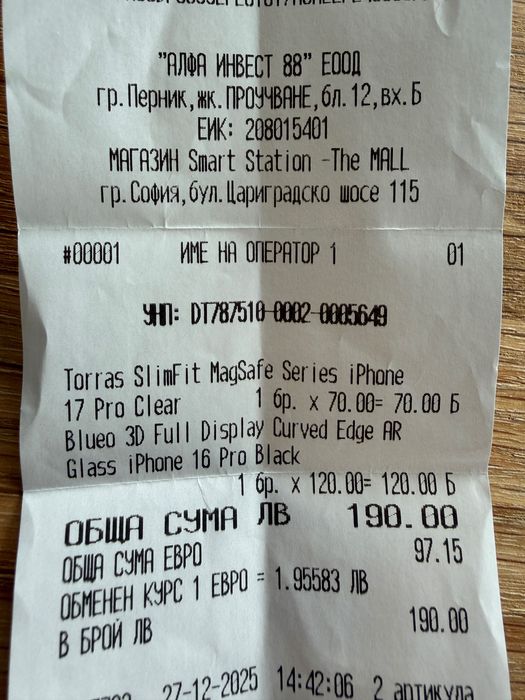 "АЛФА ИНВЕСТ 88" ЕООД
гр.Перник,жк.ПРОУЧВАНЕ,бл.12,вх.Б
ЕИК: 208015401
МАГАЗИН Smart Station -The MALL
гр.София,бул.Цариградско шосе 115
#00001 ИМЕ НА ОПЕРАТОР 1 01
УНП: DT787510-0002-0005649
Torras SlimFit MagSafe Series iPhone
17 Pro Clear 1 бр. x 70.00= 70.00 Б
Blueo 3D Full Display Curved Edge AR
Glass iPhone 16 Pro Black
1 бр. x 120.00= 120.00 Б
ОБЩА СУМА ЛВ 190.00
ОБЩА СУМА ЕВРО 97.15
ОБМЕНЕН КУРС 1 ЕВРО = 1.95583 ЛВ
В БРОЙ ЛВ 190.00
27-12-2025 14:42:06 2 артикула